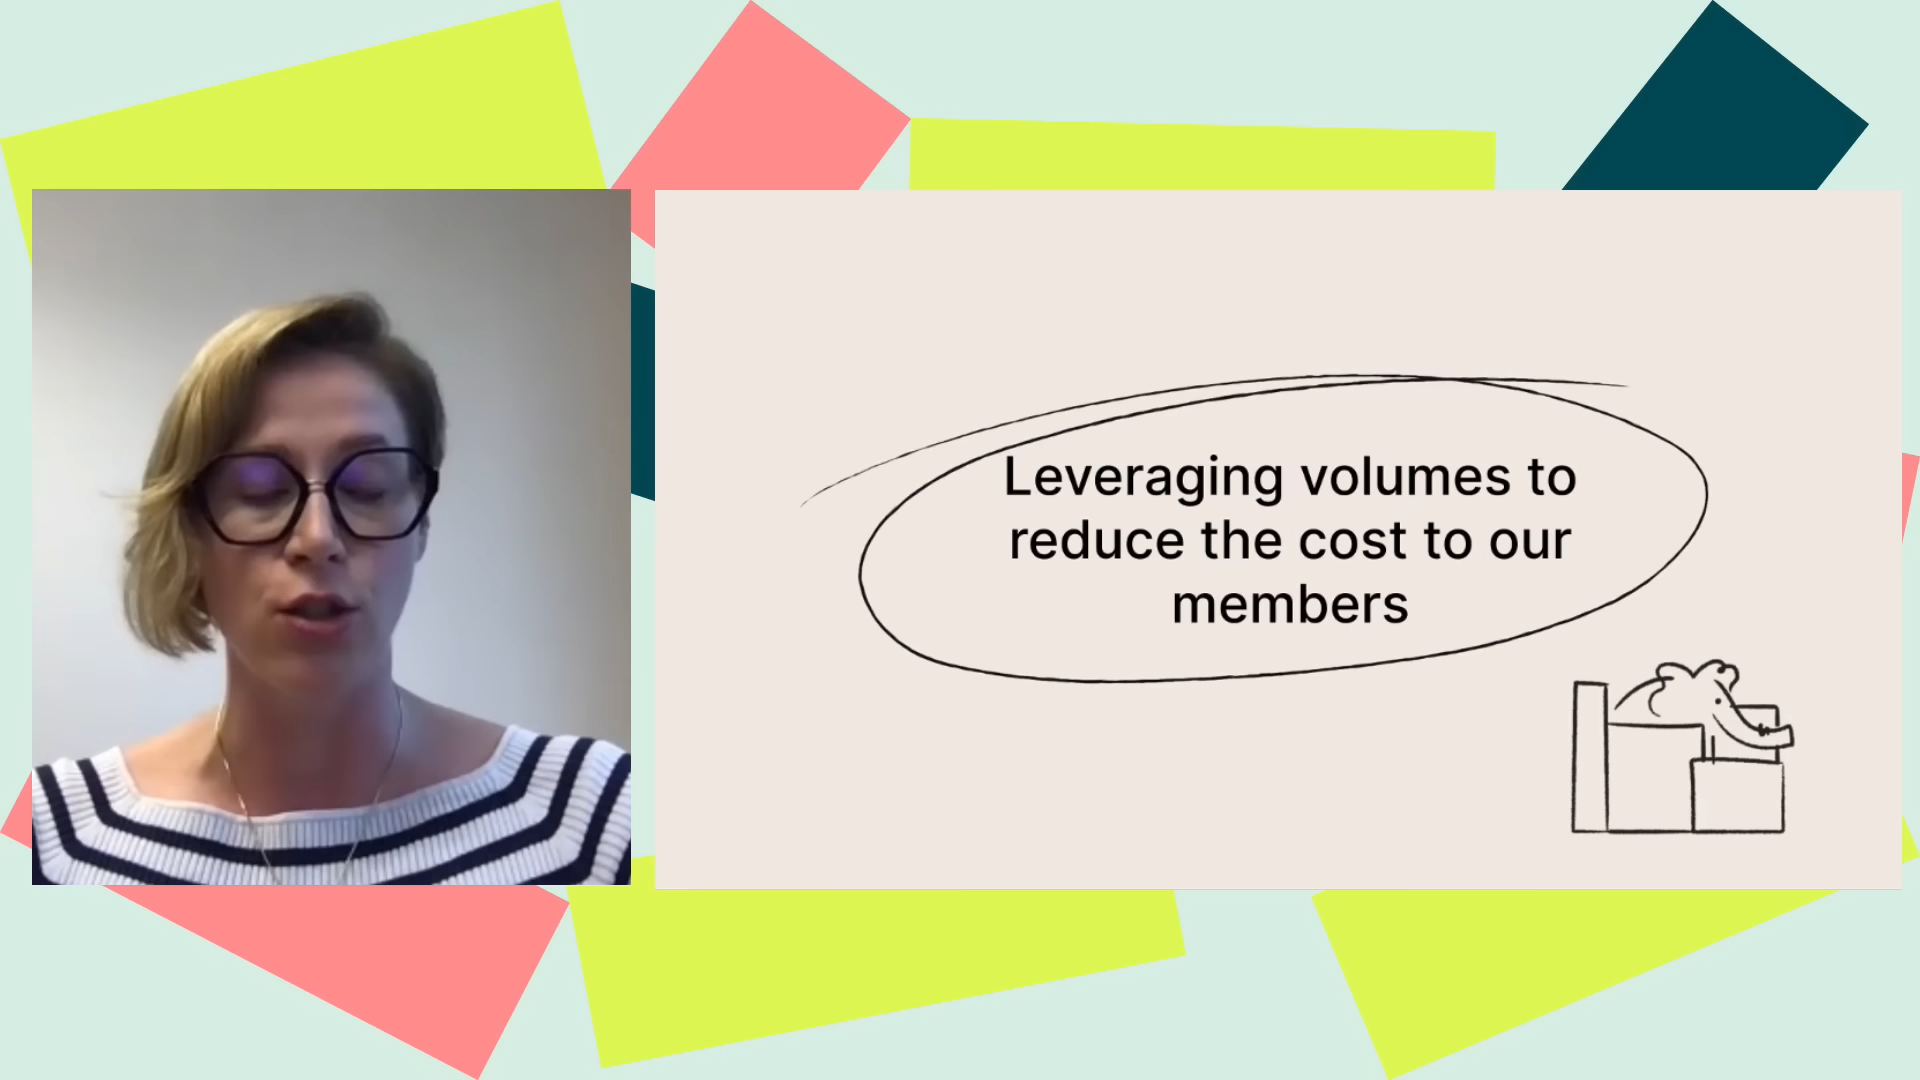 Leveraging volumes to
reduce the cost to our
members